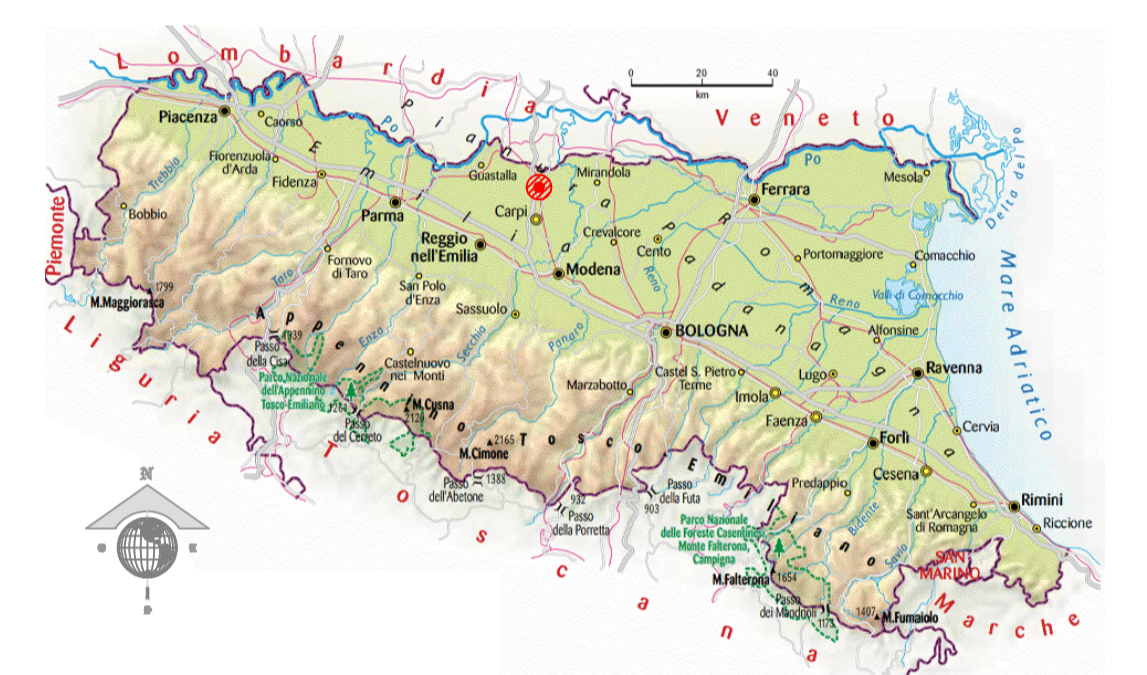 Lombardia
0 20 40
km
Veneto
Piacenza
Caorso
Po
Pianura Padana
Po
Delta del Po
Fiorenzuola
d'Arda
Trebbia
Fidenza
Emilia Romagna
Guastalla
Mirandola
Mesola
Ferrara
Bobbio
Parma
Carpi
Crevalcore
Cento
Piemonte
Reggio
nell'Emilia
Modena
Portomaggiore
Comacchio
Mare Adriatico
Fornovo
di Taro
Taro
San Polo
d'Enza
Reno
Reno
Valli di Comacchio
1799
M.Maggiorasca
Sassuolo
Secchia
Panaro
BOLOGNA
Alfonsine
Liguria
Appennino Tosco Emiliano
Enza
Passo
della Cisa
Castelnuovo
nei Monti
Parco Nazionale
dell'Appennino
Tosco-Emiliano
1261
Passo
del Cerreto
M.Cusna
2120
Marzabotto
Castel S. Pietro
Terme
Lugo
Ravenna
Imola
Faenza
Forlì
Cervia
2165
M.Cimone
Passo
dell'Abetone
1388
Cesena
Predappio
Passo
della Futa
903
932
Passo
della Porretta
Bidente
Savio
Sant'Arcangelo
di Romagna
Rimini
Riccione
Toscana
Parco Nazionale
delle Foreste Casentinesi,
Monte Falterona,
Campigna
M.Falterona
1654
Passo
dei Mandrioli
1173
1407
M.Fumaiolo
SAN
MARINO
Marche
N
O
E